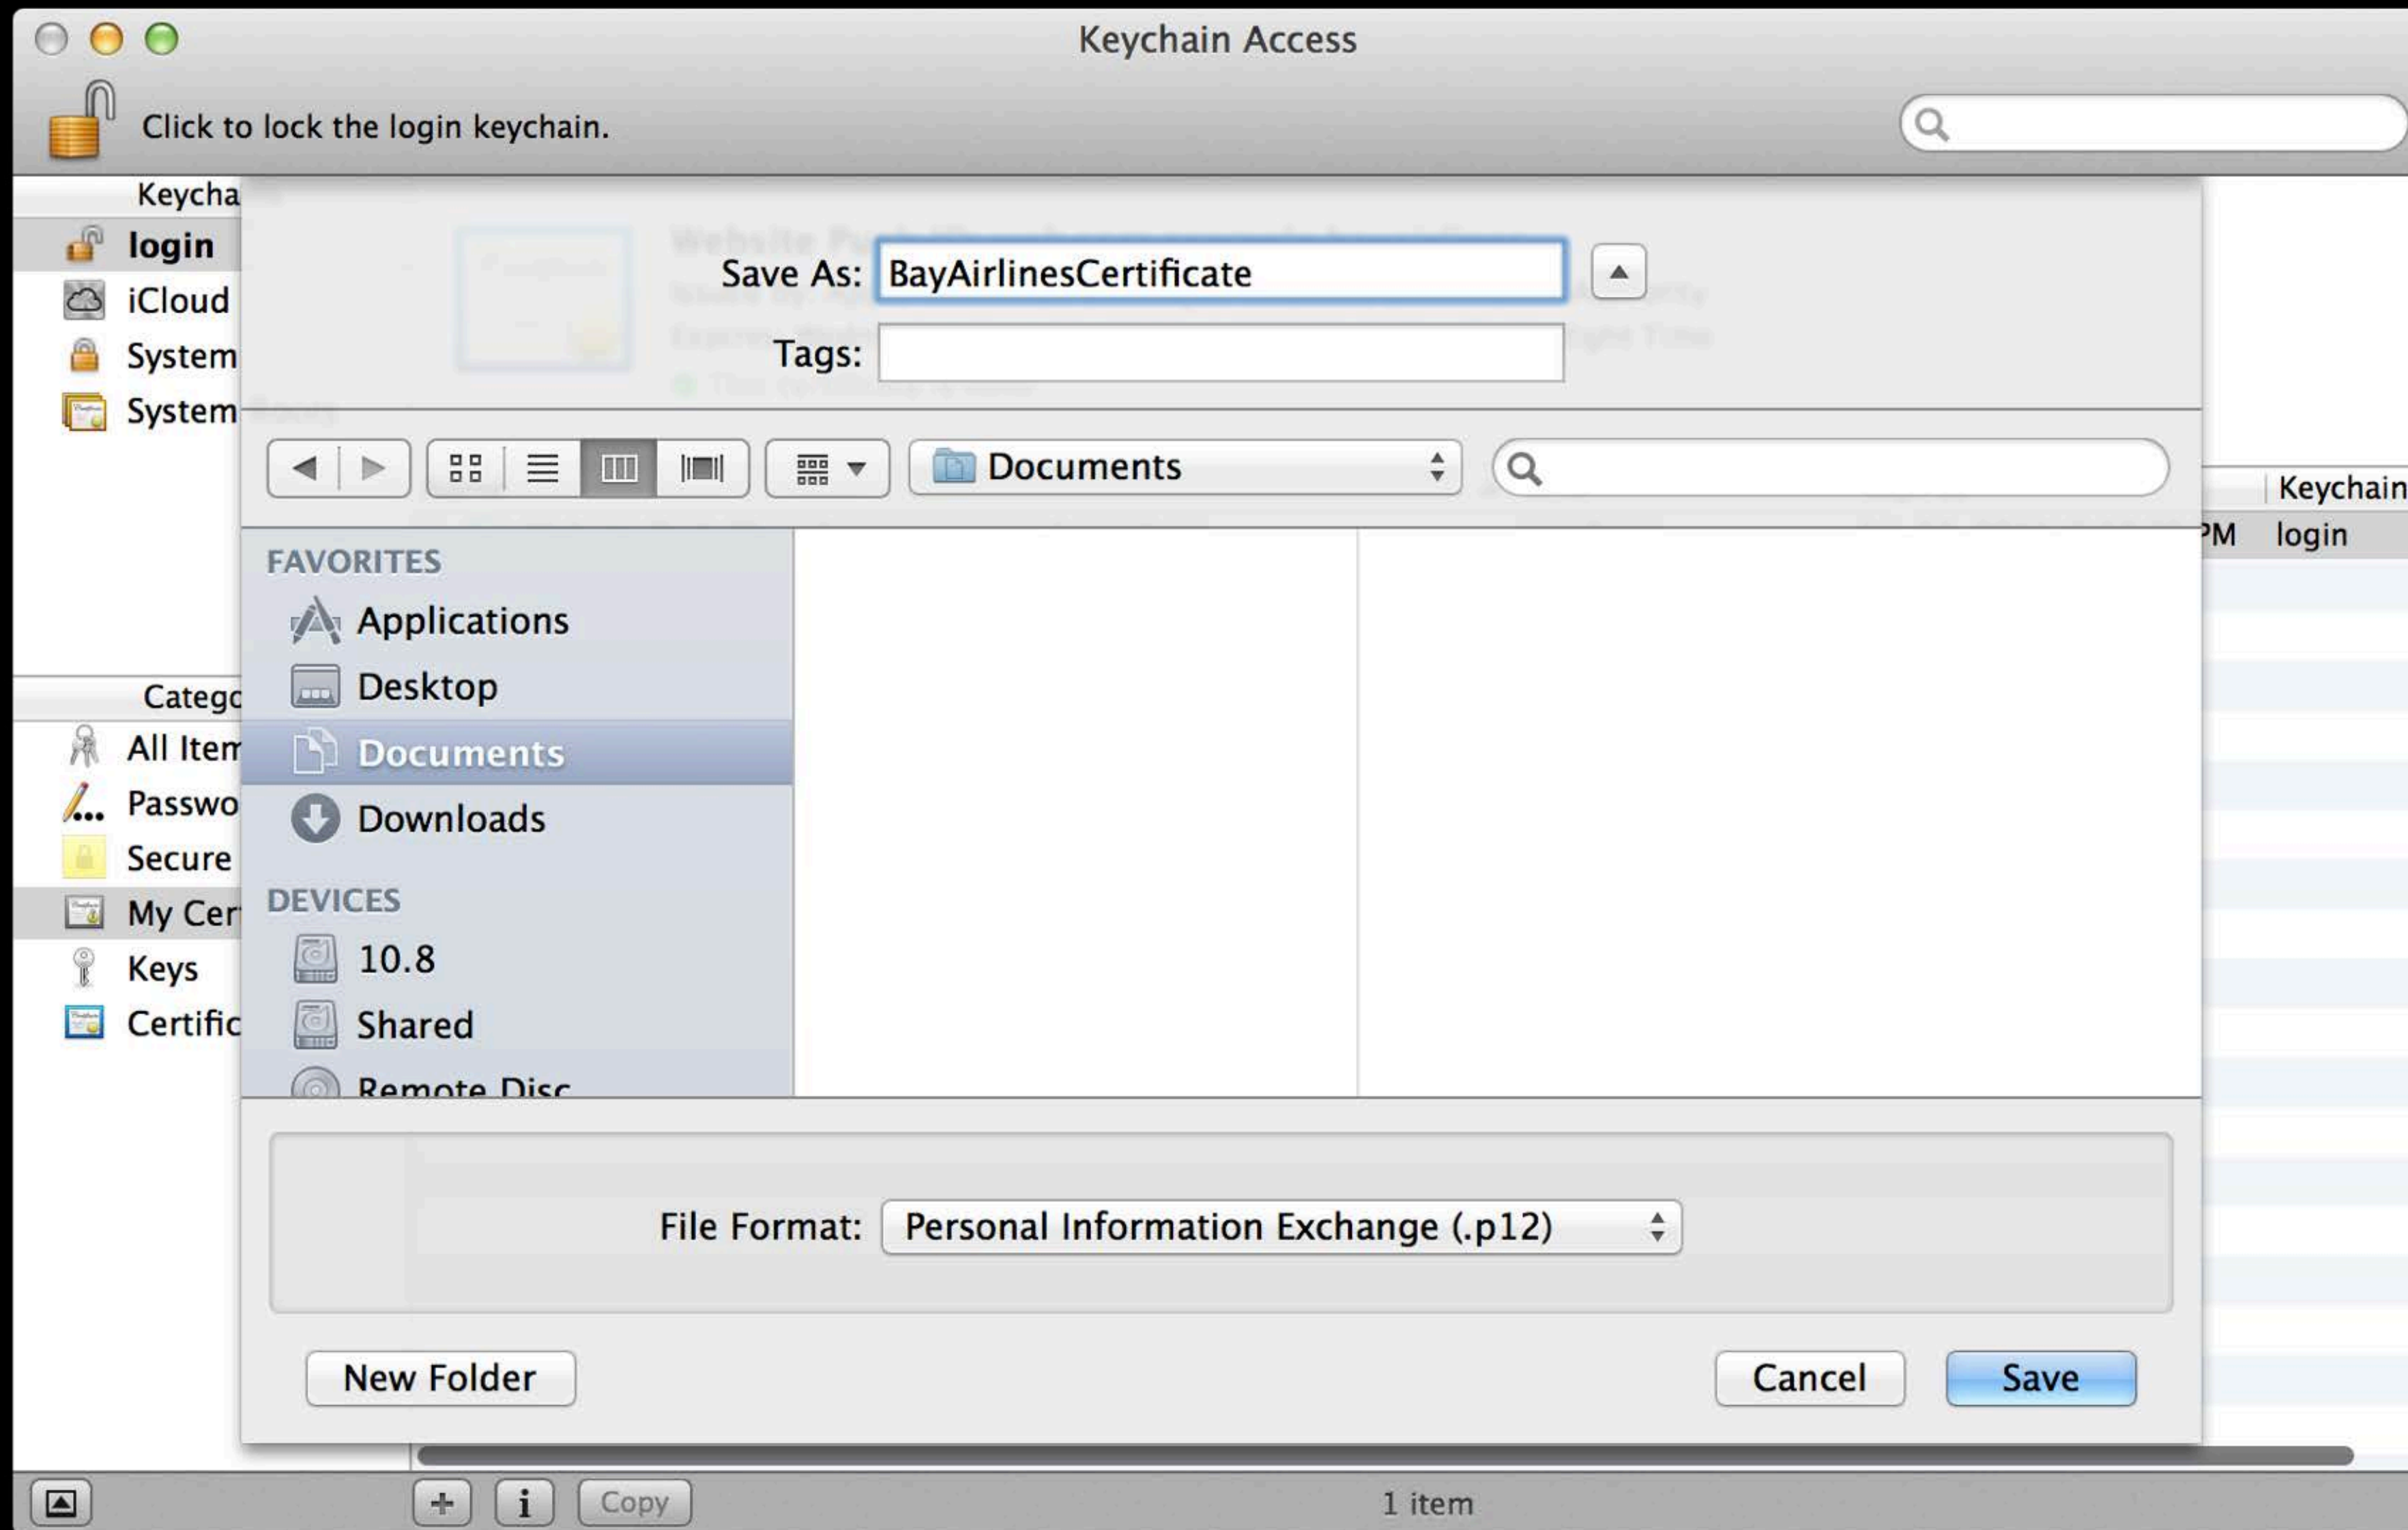 Keychain Access
Click to lock the login keychain.
Keycha
login
iCloud
System
System
Save As: BayAirlinesCertificate
Tags:
Documents
Keychain
PM login
FAVORITES
Applications
Desktop
Documents
Downloads
DEVICES
10.8
Shared
Remote Disc
Catego
All Item
Passwo
Secure
My Cer
Keys
Certific
File Format: Personal Information Exchange (.p12)
New Folder
Cancel
Save
Copy
1 item